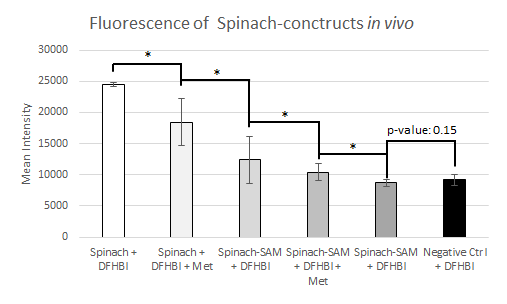 Fluorescence of Spinach-conctructs in vivo
30000
25000
20000
15000
10000
5000
0
Mean Intensity
*
*
*
*
p-value: 0.15
Spinach +
DFHBI
Spinach +
DFHBI + Met
Spinach-SAM
+ DFHBI
Spinach-SAM
+ DFHBI +
Met
Spinach-SAM
+ DFHBI
Negative Ctrl
+ DFHBI